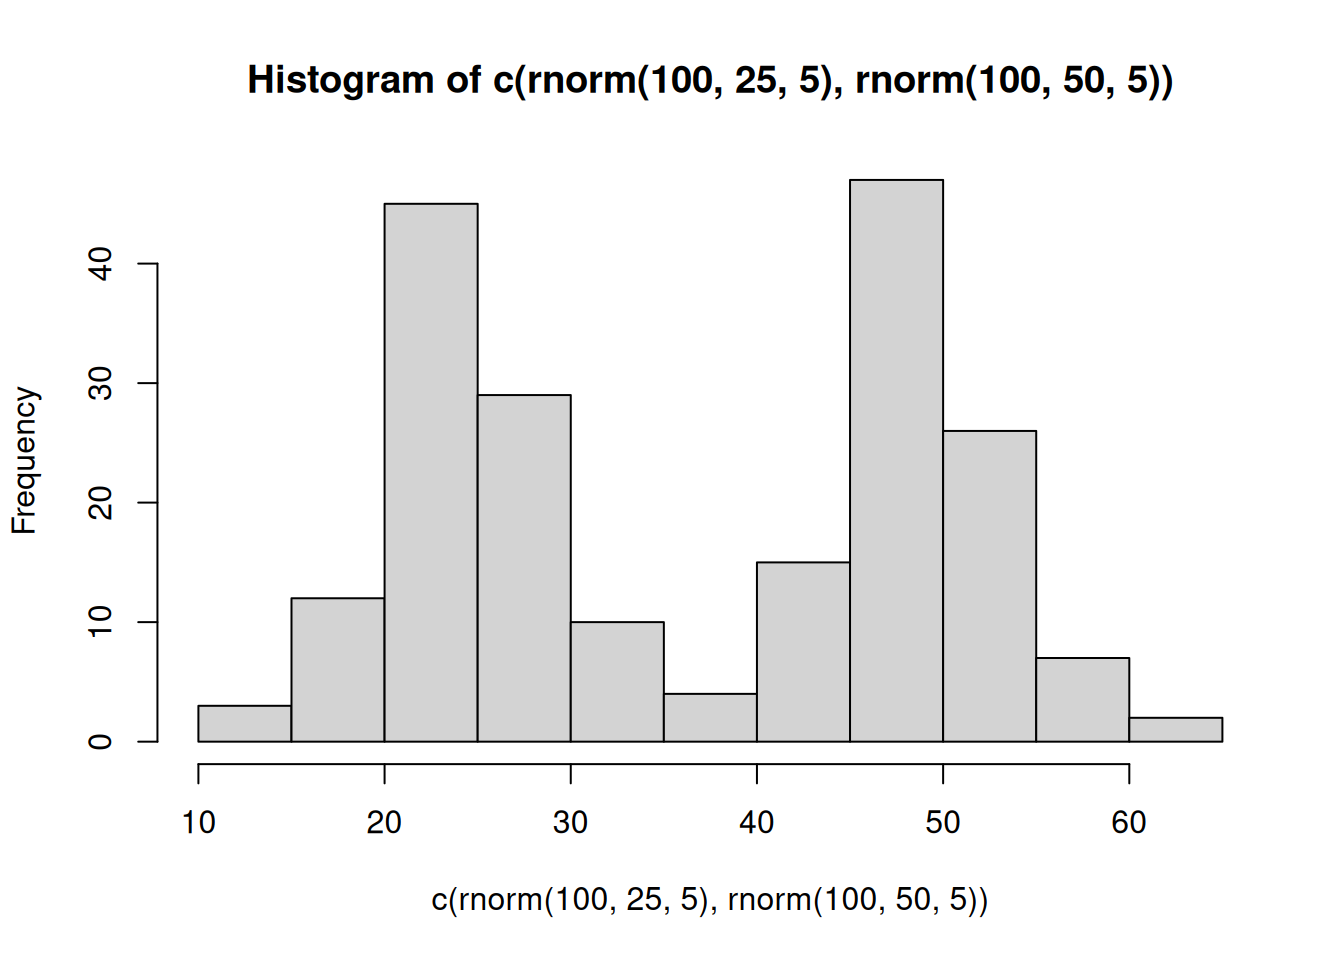 Histogram of c(rnorm(100, 25, 5), rnorm(100, 50, 5))
Frequency
40
30
20
10
0
10 20 30 40 50 60
c(rnorm(100, 25, 5), rnorm(100, 50, 5))